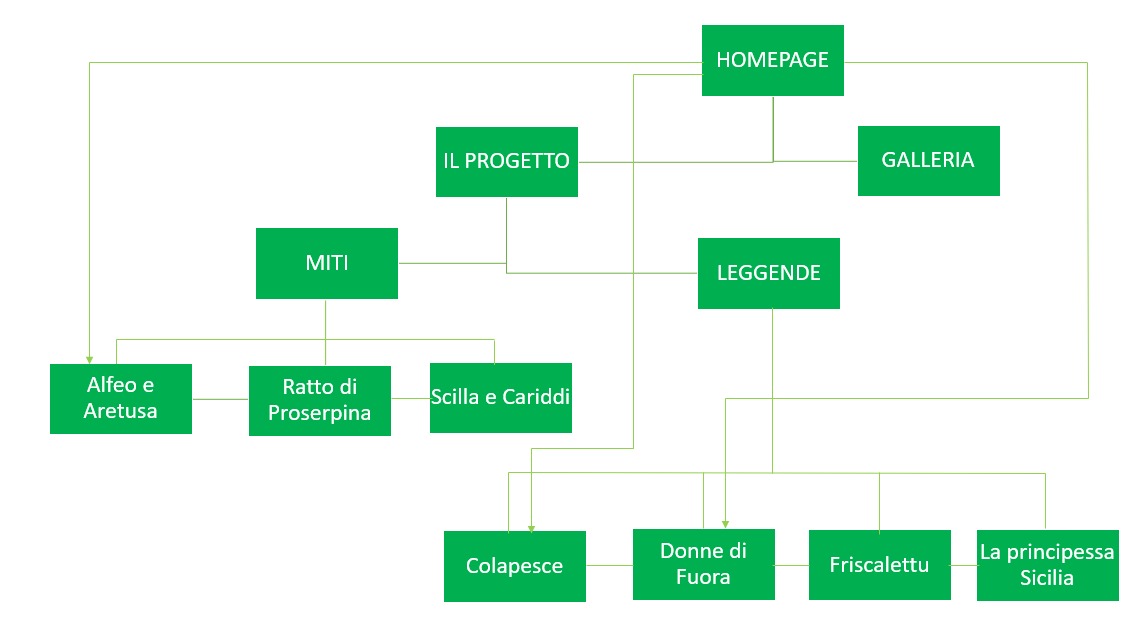 HOMEPAGE
IL PROGETTO
GALLERIA
MITI
LEGGENDE
Alfeo e
Aretusa
Ratto di
Proserpina
Scilla e Cariddi
Colapesce
Donne di
Fuora
Friscalettu
La principessa
Sicilia